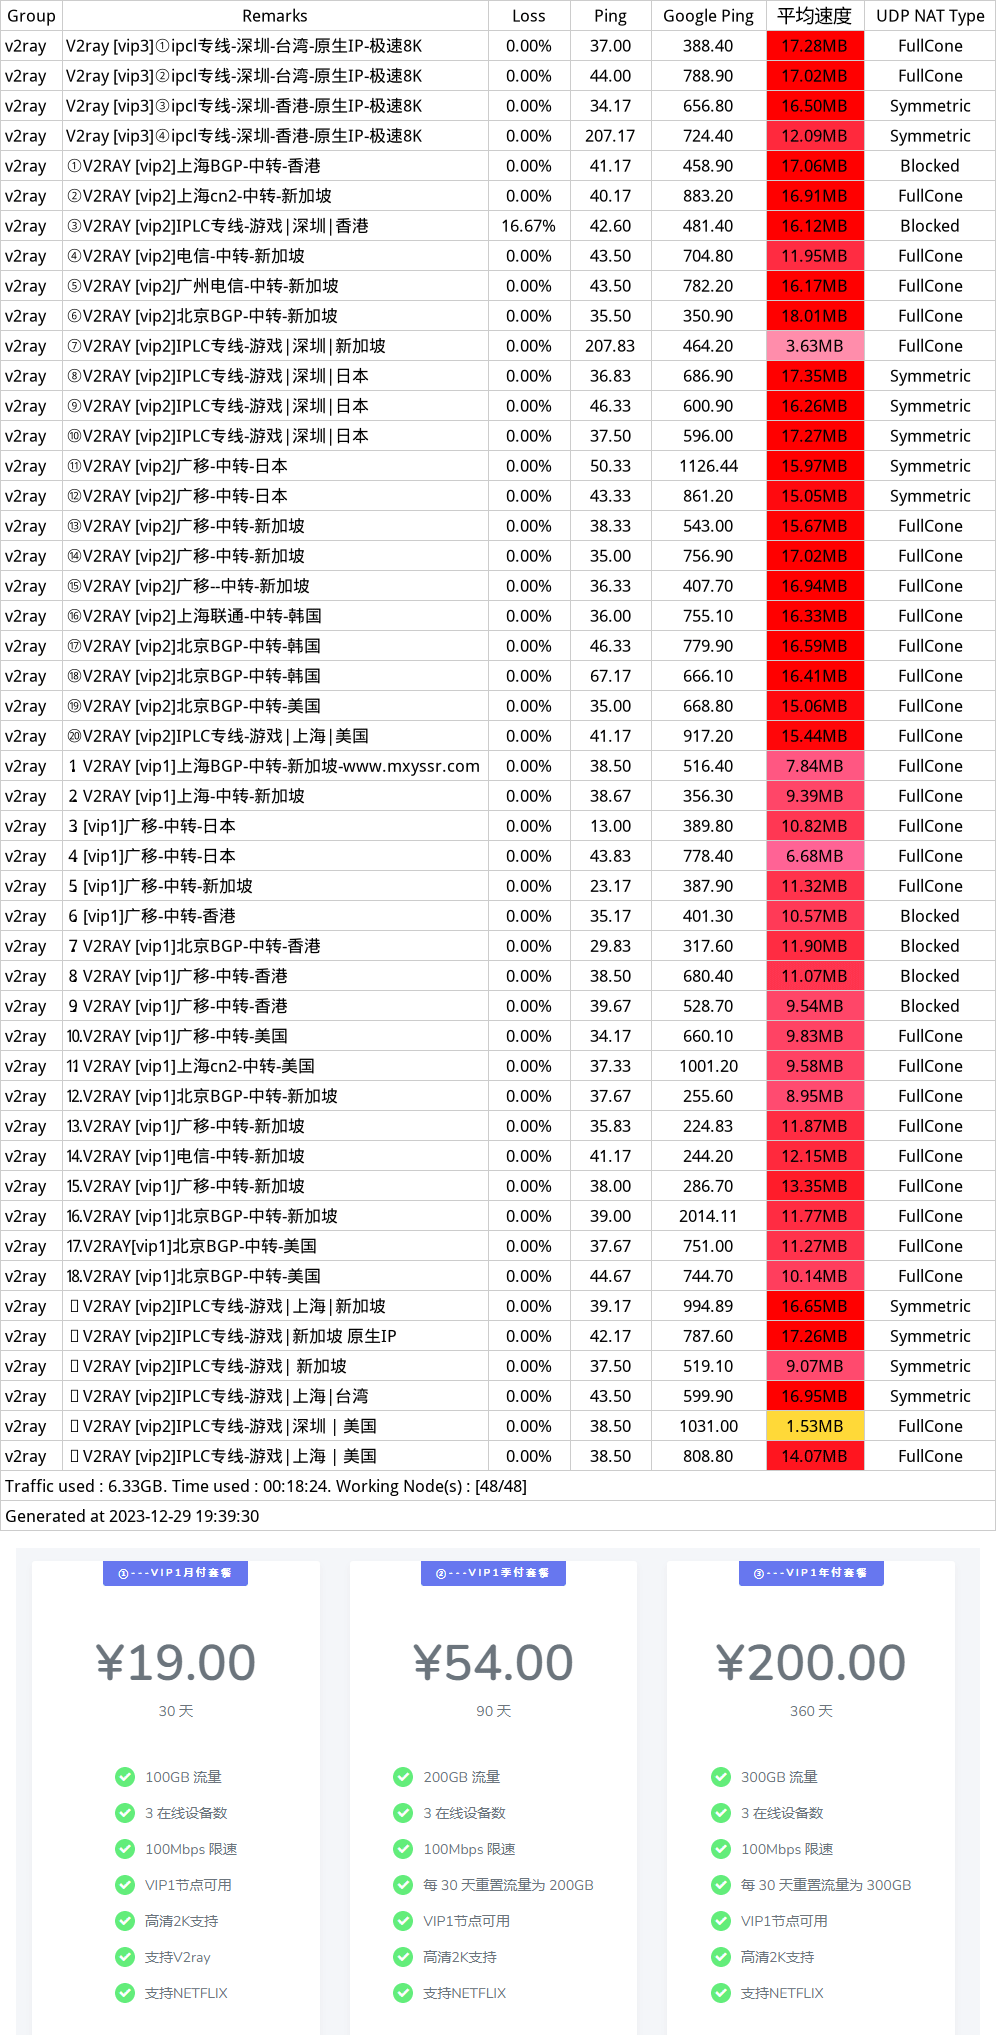 Group Remarks Loss Ping Google Ping 平均速度 UDP NAT Type
v2ray V2ray [vip3]①ipcl专线-深圳-台湾-原生IP-极速8K 0.00% 37.00 388.40 17.28MB FullCone
v2ray V2ray [vip3]②ipcl专线-深圳-台湾-原生IP-极速8K 0.00% 44.00 788.90 17.02MB FullCone
v2ray V2ray [vip3]③ipcl专线-深圳-香港-原生IP-极速8K 0.00% 34.17 656.80 16.50MB Symmetric
v2ray V2ray [vip3]④ipcl专线-深圳-香港-原生IP-极速8K 0.00% 207.17 724.40 12.09MB Symmetric
v2ray ①V2RAY [vip2]上海BGP-中转-香港 0.00% 41.17 458.90 17.06MB Blocked
v2ray ②V2RAY [vip2]上海cn2-中转-新加坡 0.00% 40.17 883.20 16.91MB FullCone
v2ray ③V2RAY [vip2]IPLC专线-游戏|深圳|香港 16.67% 42.60 481.40 16.12MB Blocked
v2ray ④V2RAY [vip2]电信-中转-新加坡 0.00% 43.50 704.80 11.95MB FullCone
v2ray ⑤V2RAY [vip2]广州电信-中转-新加坡 0.00% 43.50 782.20 16.17MB FullCone
v2ray ⑥V2RAY [vip2]北京BGP-中转-新加坡 0.00% 35.50 350.90 18.01MB FullCone
v2ray ⑦V2RAY [vip2]IPLC专线-游戏|深圳|新加坡 0.00% 207.83 464.20 3.63MB FullCone
v2ray ⑧V2RAY [vip2]IPLC专线-游戏|深圳|日本 0.00% 36.83 686.90 17.35MB Symmetric
v2ray ⑨V2RAY [vip2]IPLC专线-游戏|深圳|日本 0.00% 46.33 600.90 16.26MB Symmetric
v2ray ⑩V2RAY [vip2]IPLC专线-游戏|深圳|日本 0.00% 37.50 596.00 17.27MB Symmetric
v2ray ⑪V2RAY [vip2]广移-中转-日本 0.00% 50.33 1126.44 15.97MB Symmetric
v2ray ⑫V2RAY [vip2]广移-中转-日本 0.00% 43.33 861.20 15.05MB Symmetric
v2ray ⑬V2RAY [vip2]广移-中转-新加坡 0.00% 38.33 543.00 15.67MB FullCone
v2ray ⑭V2RAY [vip2]广移-中转-新加坡 0.00% 35.00 756.90 17.02MB FullCone
v2ray ⑮V2RAY [vip2]广移--中转-新加坡 0.00% 36.33 407.70 16.94MB FullCone
v2ray ⑯V2RAY [vip2]上海联通-中转-韩国 0.00% 36.00 755.10 16.33MB FullCone
v2ray ⑰V2RAY [vip2]北京BGP-中转-韩国 0.00% 46.33 779.90 16.59MB FullCone
v2ray ⑱V2RAY [vip2]北京BGP-中转-韩国 0.00% 67.17 666.10 16.41MB FullCone
v2ray ⑲V2RAY [vip2]北京BGP-中转-美国 0.00% 35.00 668.80 15.06MB FullCone
v2ray ⑳V2RAY [vip2]IPLC专线-游戏|上海|美国 0.00% 41.17 917.20 15.44MB FullCone
v2ray 1 V2RAY [vip1]上海BGP-中转-新加坡-www.mxyssr.com 0.00% 38.50 516.40 7.84MB FullCone
v2ray 2 V2RAY [vip1]上海-中转-新加坡 0.00% 38.67 356.30 9.39MB FullCone
v2ray 3 [vip1]广移-中转-日本 0.00% 13.00 389.80 10.82MB FullCone
v2ray 4 [vip1]广移-中转-日本 0.00% 43.83 778.40 6.68MB FullCone
v2ray 5 [vip1]广移-中转-新加坡 0.00% 23.17 387.90 11.32MB FullCone
v2ray 6 [vip1]广移-中转-香港 0.00% 35.17 401.30 10.57MB Blocked
v2ray 7 V2RAY [vip1]北京BGP-中转-香港 0.00% 29.83 317.60 11.90MB Blocked
v2ray 8 V2RAY [vip1]广移-中转-香港 0.00% 38.50 680.40 11.07MB Blocked
v2ray 9 V2RAY [vip1]广移-中转-香港 0.00% 39.67 528.70 9.54MB Blocked
v2ray 10.V2RAY [vip1]广移-中转-美国 0.00% 34.17 660.10 9.83MB FullCone
v2ray 11 V2RAY [vip1]上海cn2-中转-美国 0.00% 37.33 1001.20 9.58MB FullCone
v2ray 12.V2RAY [vip1]北京BGP-中转-新加坡 0.00% 37.67 255.60 8.95MB FullCone
v2ray 13.V2RAY [vip1]广移-中转-新加坡 0.00% 35.83 224.83 11.87MB FullCone
v2ray 14.V2RAY [vip1]电信-中转-新加坡 0.00% 41.17 244.20 12.15MB FullCone
v2ray 15.V2RAY [vip1]广移-中转-新加坡 0.00% 38.00 286.70 13.35MB FullCone
v2ray 16.V2RAY [vip1]北京BGP-中转-新加坡 0.00% 39.00 2014.11 11.77MB FullCone
v2ray 17.V2RAY[vip1]北京BGP-中转-美国 0.00% 37.67 751.00 11.27MB FullCone
v2ray 18.V2RAY [vip1]北京BGP-中转-美国 0.00% 44.67 744.70 10.14MB FullCone
v2ray V2RAY [vip2]IPLC专线-游戏|上海|新加坡 0.00% 39.17 994.89 16.65MB Symmetric
v2ray V2RAY [vip2]IPLC专线-游戏|新加坡 原生IP 0.00% 42.17 787.60 17.26MB Symmetric
v2ray V2RAY [vip2]IPLC专线-游戏| 新加坡 0.00% 37.50 519.10 9.07MB Symmetric
v2ray V2RAY [vip2]IPLC专线-游戏|上海|台湾 0.00% 43.50 599.90 16.95MB Symmetric
v2ray V2RAY [vip2]IPLC专线-游戏|深圳 | 美国 0.00% 38.50 1031.00 1.53MB FullCone
v2ray V2RAY [vip2]IPLC专线-游戏|上海 | 美国 0.00% 38.50 808.80 14.07MB FullCone
Traffic used : 6.33GB. Time used : 00:18:24. Working Node(s) : [48/48]
Generated at 2023-12-29 19:39:30
①---VIP1月付套餐
¥19.00
30 天
100GB 流量
3 在线设备数
100Mbps 限速
VIP1节点可用
高清2K支持
支持V2ray
支持NETFLIX
②---VIP1季付套餐
¥54.00
90 天
200GB 流量
3 在线设备数
100Mbps 限速
每 30 天重置流量为 200GB
VIP1节点可用
高清2K支持
支持NETFLIX
③---VIP1年付套餐
¥200.00
360 天
300GB 流量
3 在线设备数
100Mbps 限速
每 30 天重置流量为 300GB
VIP1节点可用
高清2K支持
支持NETFLIX